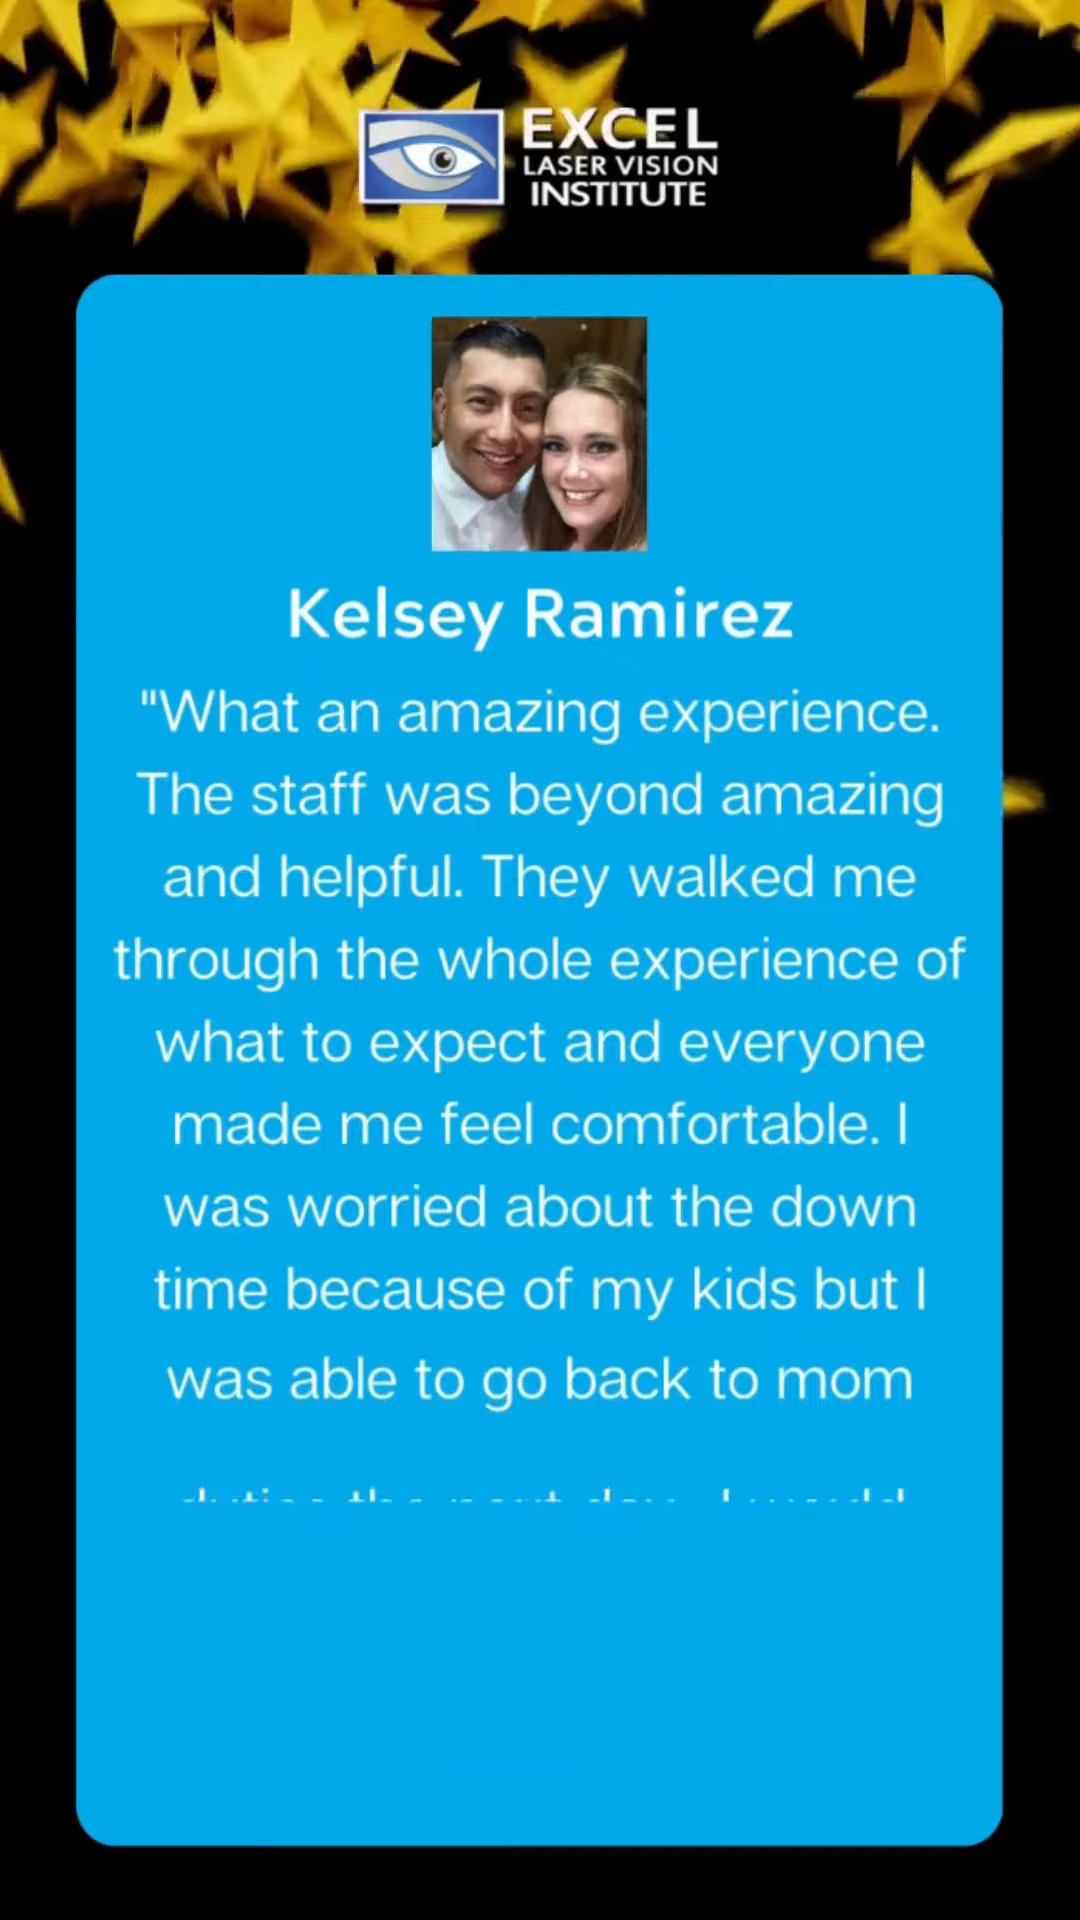 EXCEL
LASER VISION
INSTITUTE
Kelsey Ramirez
"What an amazing experience.
The staff was beyond amazing
and helpful. They walked me
through the whole experience of
what to expect and everyone
made me feel comfortable. I
was worried about the down
time because of my kids but I
was able to go back to mom